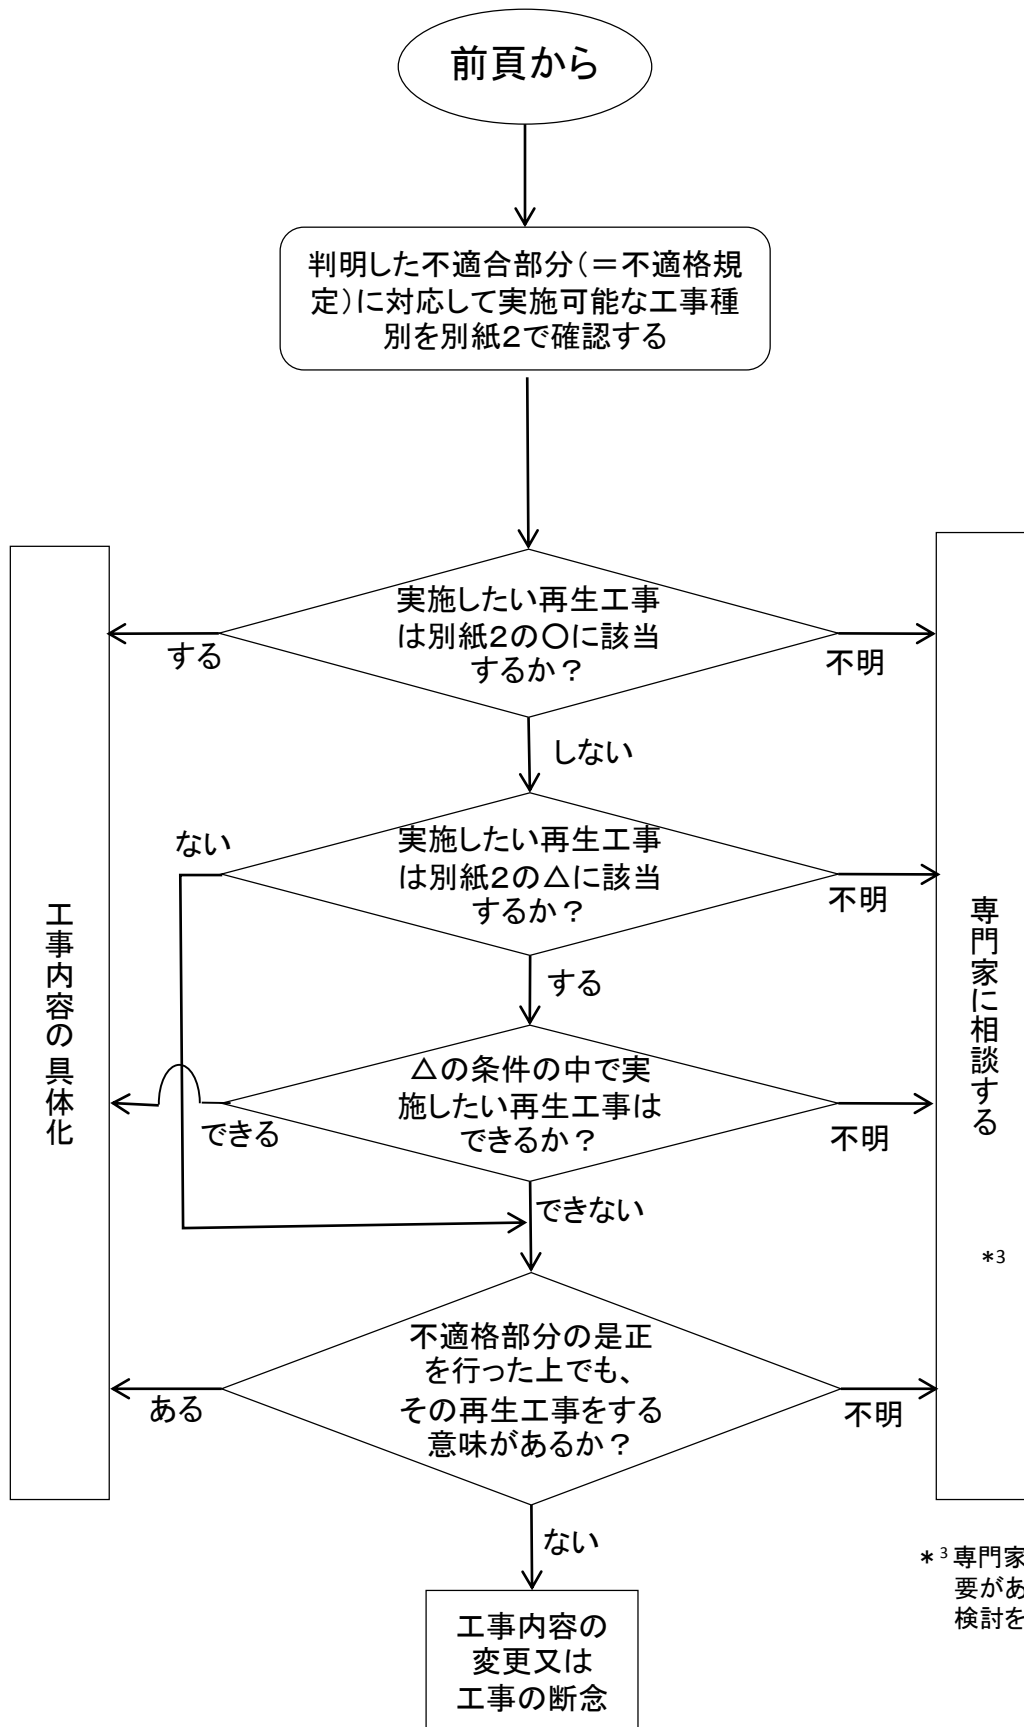 前頁から
判明した不適合部分(=不適格規
定)に対応して実施可能な工事種
別を別紙2で確認する
実施したい再生工事
は別紙2の〇に該当
するか?
する
不明
しない
実施したい再生工事
は別紙2の△に該当
するか?
ない
不明
する
△の条件の中で実
施したい再生工事は
できるか?
できる
不明
できない
不適格部分の是正
を行った上でも、
その再生工事をする
意味があるか?
ある
不明
ない
工事内容の
変更又は
工事の断念
工事内容の具体化
専門家に相談する
*3
*3専門家
要があ
検討を